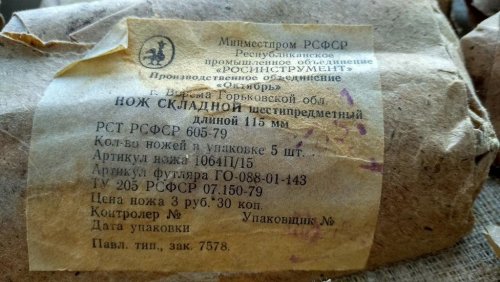 Минместпром РСФСР
Республиканское
промышленное объединение
«РОСИНСТРУМЕНТ»
Производственное объединение
«Октябрь»
г. Ворсма Горьковской обл.
НОЖ СКЛАДНОЙ шестипредметный
длиной 115 мм
РСТ РСФСР 605-79
Кол-во ножей в упаковке 5 шт.
Артикул ножа 1064П/15
Артикул футляра ГО-088-01-143
ТУ 205 РСФСР 07.150-79
Цена ножа 3 руб. 30 коп.
Контролер № Упаковщик №
Дата упаковки
Павл. тип., зак. 7578.